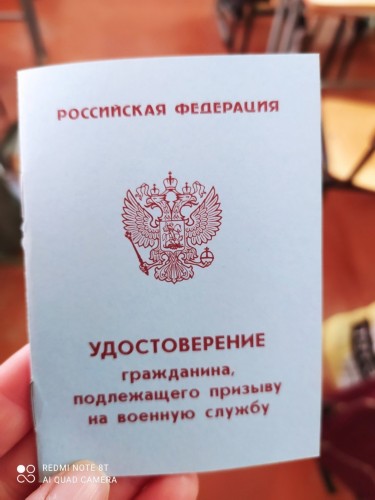 РОССИЙСКАЯ ФЕДЕРАЦИЯ
УДОСТОВЕРЕНИЕ
гражданина,
подлежащего призыву
на военную службу
REDMI NOTE 8T
AI QUAD CAMERA